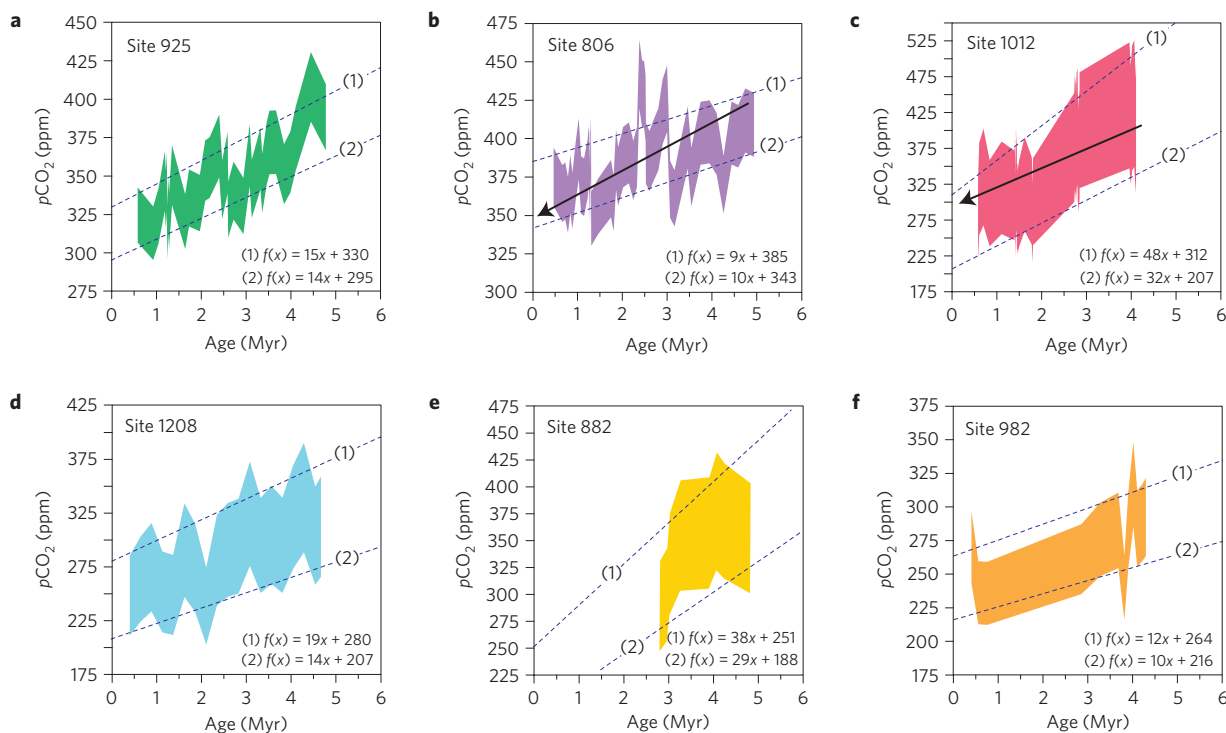 a
Site 925
450
425
400
375
350
325
300
275
pCO₂ (ppm)
0 1 2 3 4 5 6
Age (Myr)
(1)
(2)
(1) f(x) = 15x + 330
(2) f(x) = 14x + 295
b
Site 806
450
475
425
400
375
350
325
300
pCO₂ (ppm)
0 1 2 3 4 5 6
Age (Myr)
(1)
(2)
(1) f(x) = 9x + 385
(2) f(x) = 10x + 343
c
Site 1012
525
475
425
375
325
275
225
175
pCO₂ (ppm)
0 1 2 3 4 5 6
Age (Myr)
(1)
(2)
(1) f(x) = 48x + 312
(2) f(x) = 32x + 207
d
Site 1208
425
375
325
275
225
175
pCO₂ (ppm)
0 1 2 3 4 5 6
Age (Myr)
(1)
(2)
(1) f(x) = 19x + 280
(2) f(x) = 14x + 207
e
Site 882
475
450
425
400
375
350
325
300
275
250
225
pCO₂ (ppm)
0 1 2 3 4 5 6
Age (Myr)
(1)
(2)
(1) f(x) = 38x + 251
(2) f(x) = 29x + 188
f
Site 982
400
375
350
300
250
225
200
175
pCO₂ (ppm)
0 1 2 3 4 5 6
Age (Myr)
(1)
(2)
(1) f(x) = 12x + 264
(2) f(x) = 10x + 216